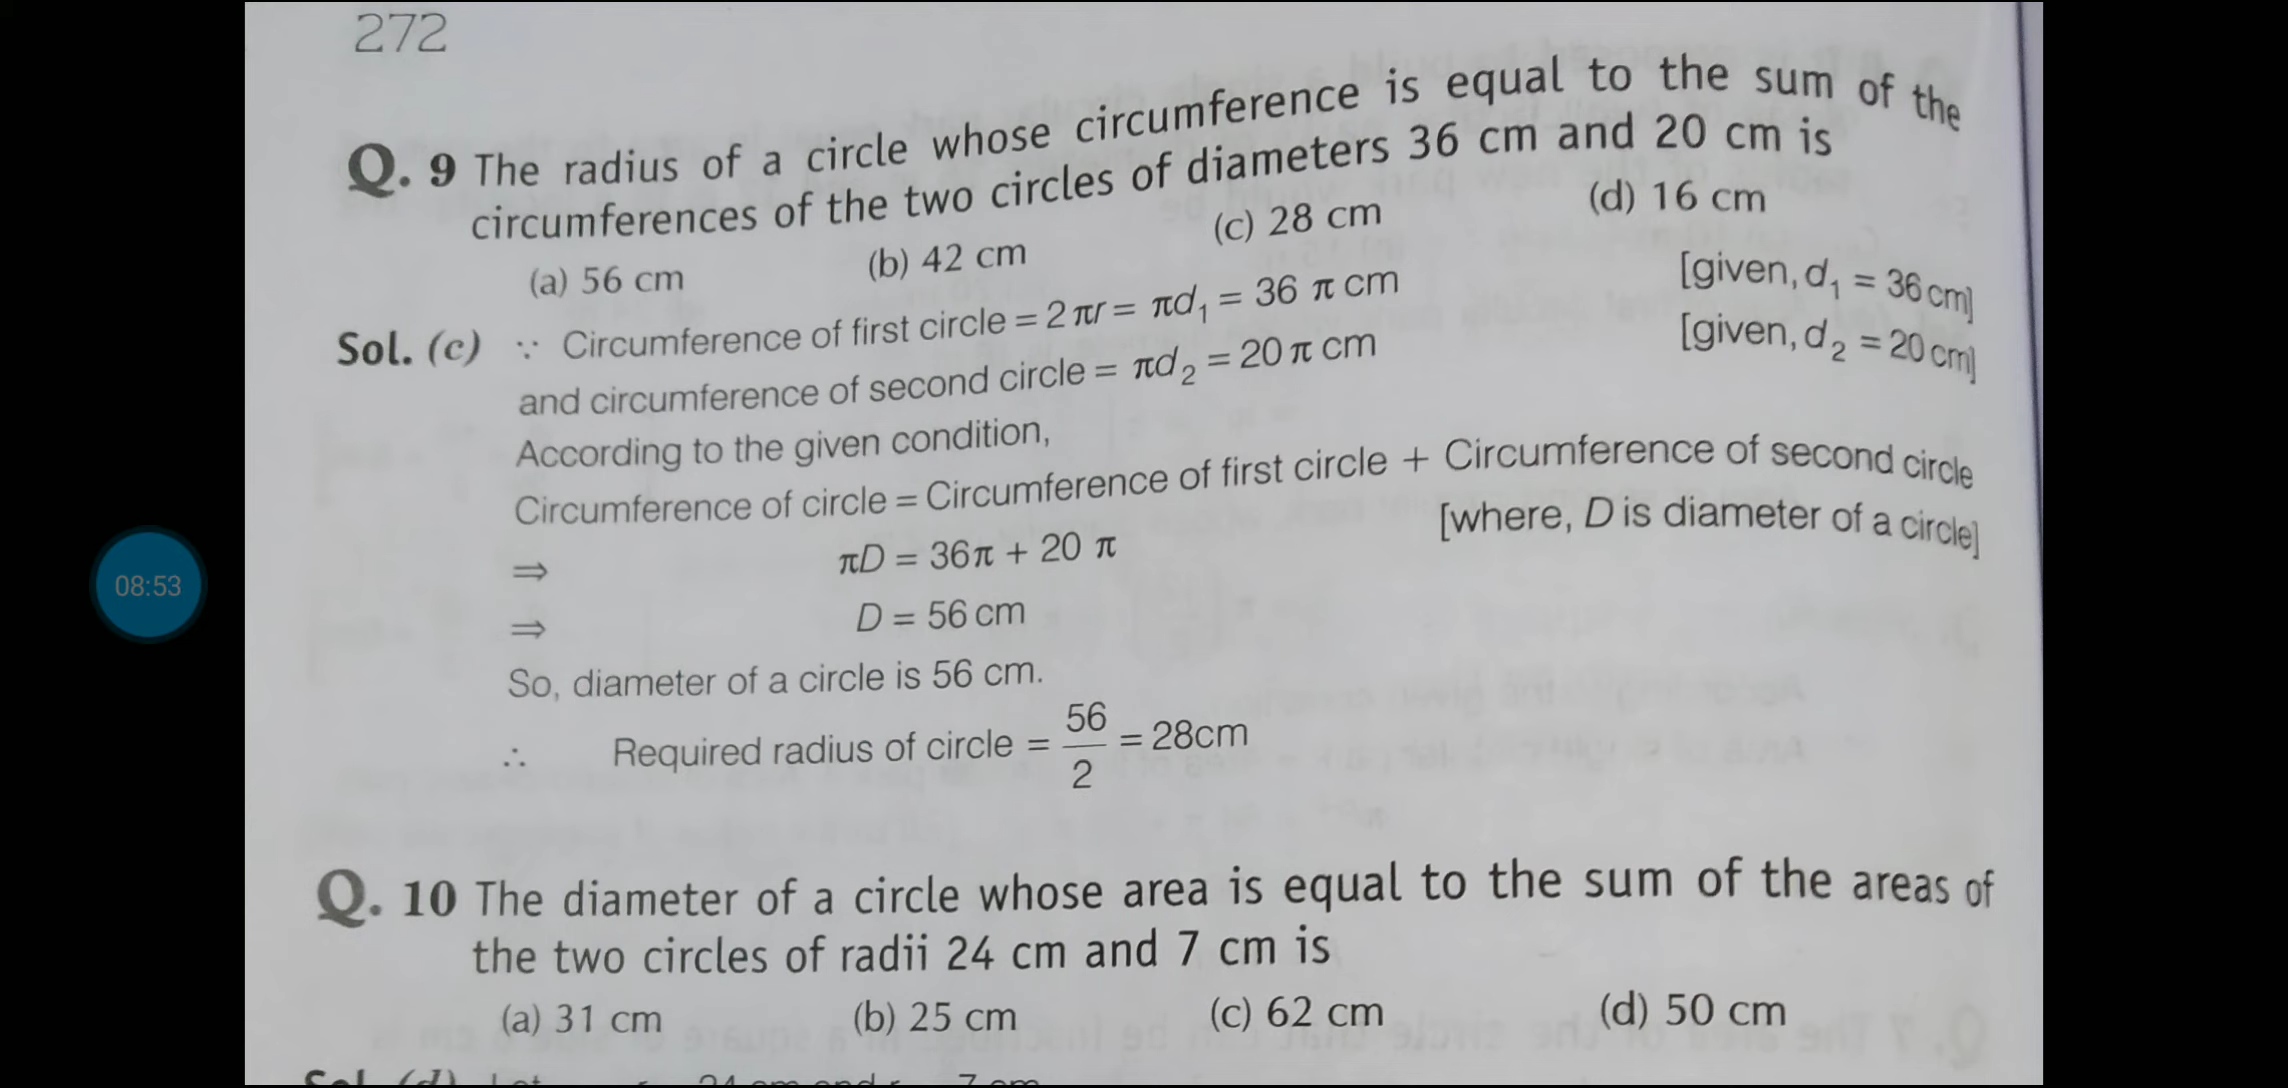 272
Q. 9 The radius of a circle whose circumference is equal to the sum of the
circumferences of the two circles of diameters 36 cm and 20 cm is
(a) 56 cm (b) 42 cm (c) 28 cm (d) 16 cm
Sol. (c) ∵ Circumference of first circle = 2 πr = πd₁ = 36 π cm [given, d₁ = 36 cm]
and circumference of second circle = πd₂ = 20 π cm [given, d₂ = 20 cm]
According to the given condition,
Circumference of circle = Circumference of first circle + Circumference of second circle
⇒ πD = 36π + 20 π [where, D is diameter of a circle]
⇒ D = 56 cm
So, diameter of a circle is 56 cm.
∴ Required radius of circle = 56/2 = 28cm
Q. 10 The diameter of a circle whose area is equal to the sum of the areas of
the two circles of radii 24 cm and 7 cm is
(a) 31 cm (b) 25 cm (c) 62 cm (d) 50 cm
Sol. (d)
08:53